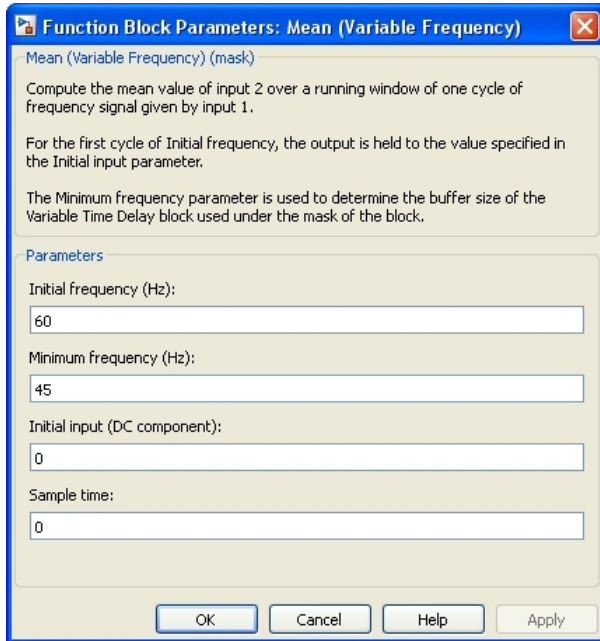 Function Block Parameters: Mean (Variable Frequency)
Mean (Variable Frequency) (mask)
Compute the mean value of input 2 over a running window of one cycle of
frequency signal given by input 1.
For the first cycle of Initial frequency, the output is held to the value specified in
the Initial input parameter.
The Minimum frequency parameter is used to determine the buffer size of the
Variable Time Delay block used under the mask of the block.
Parameters
Initial frequency (Hz):
60
Minimum frequency (Hz):
45
Initial input (DC component):
0
Sample time:
0
OK Cancel Help Apply